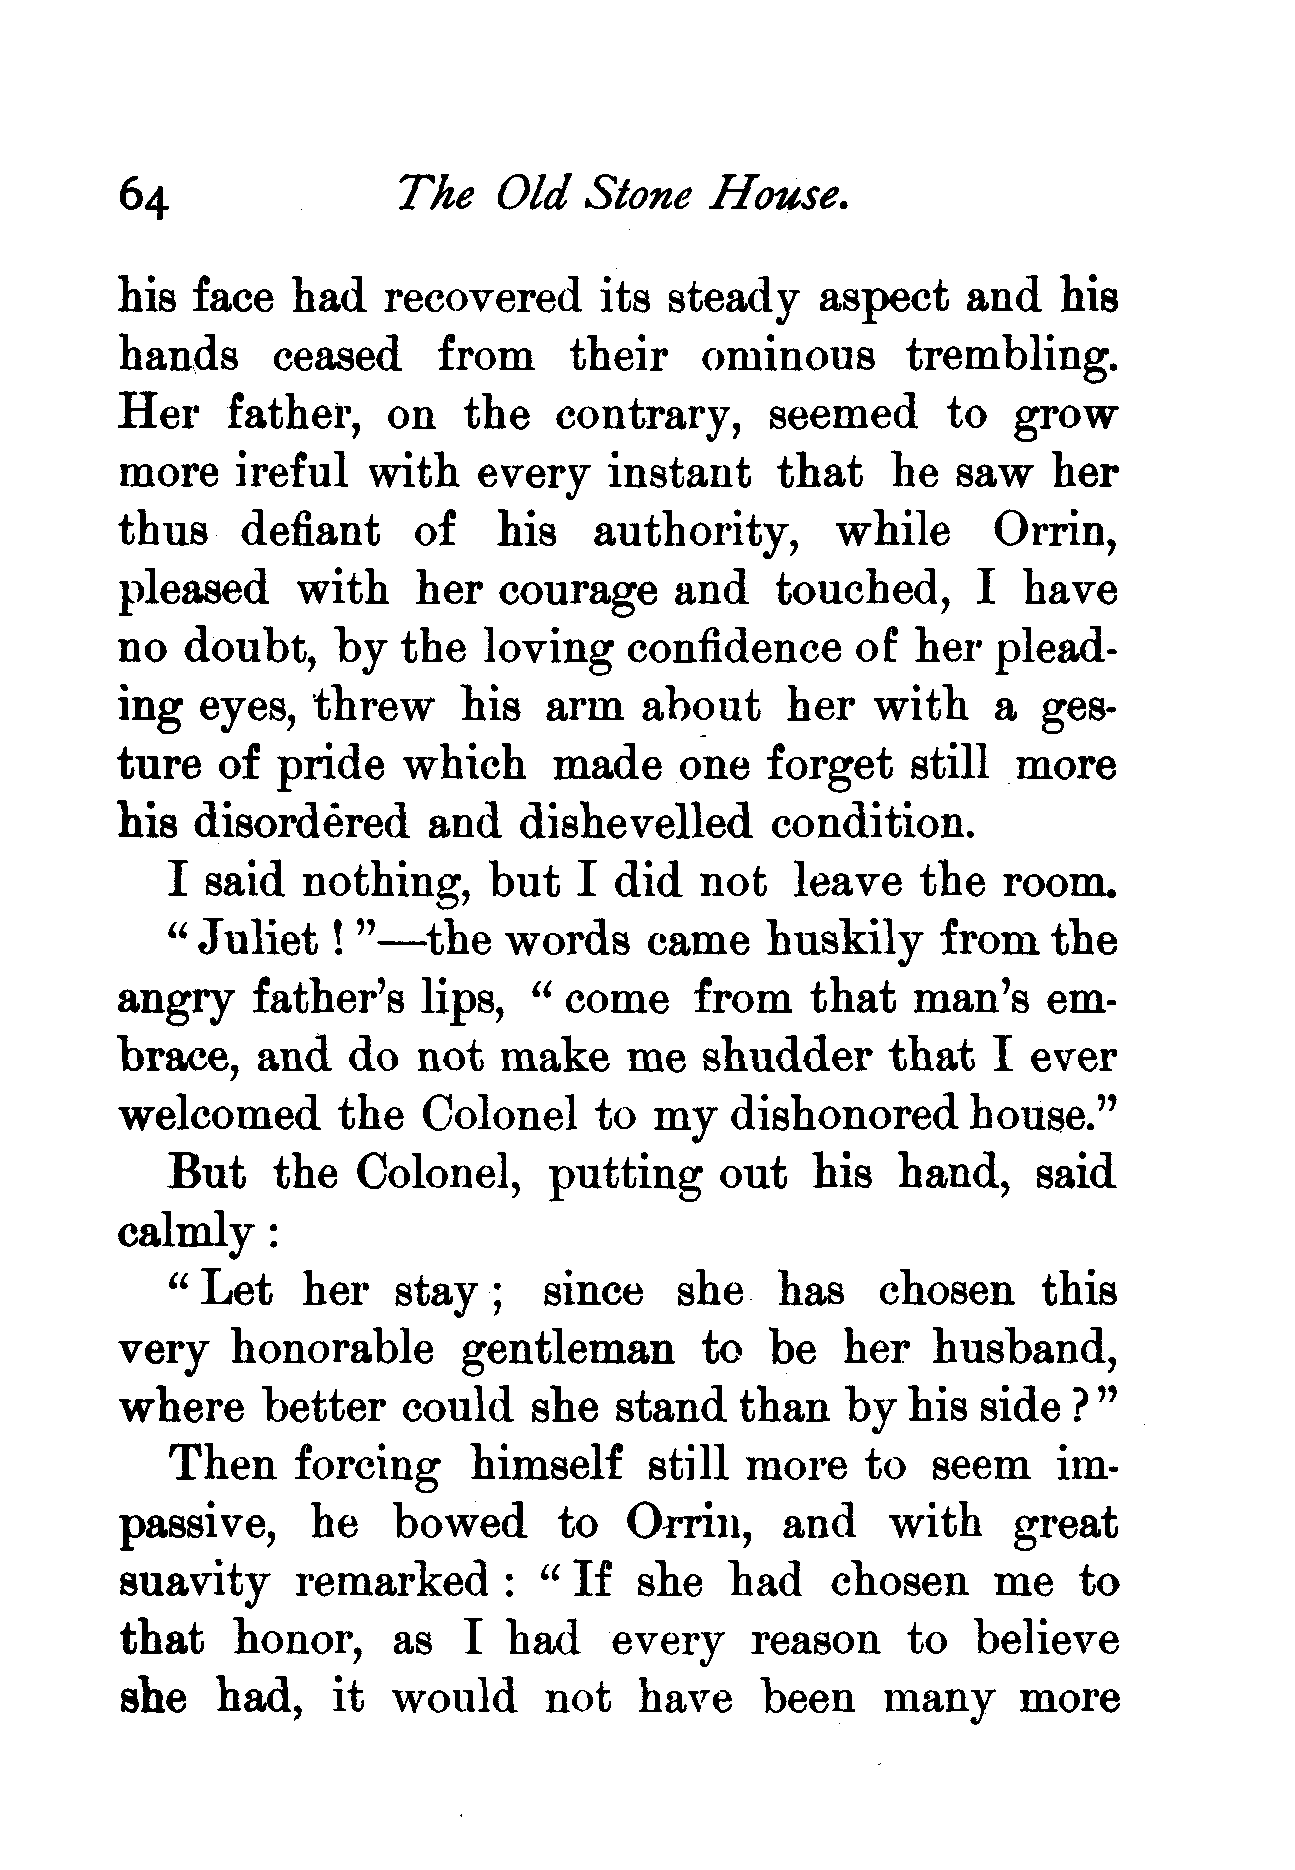 64 The Old Stone House.
his face had recovered its steady aspect and his
hands ceased from their ominous trembling.
Her father, on the contrary, seemed to grow
more ireful with every instant that he saw her
thus defiant of his authority, while Orrin,
pleased with her courage and touched, I have
no doubt, by the loving confidence of her plead-
ing eyes, threw his arm about her with a ges-
ture of pride which made one forget still more
his disordered and dishevelled condition.
I said nothing, but I did not leave the room.
“ Juliet ! ”—the words came huskily from the
angry father’s lips, “ come from that man’s em-
brace, and do not make me shudder that I ever
welcomed the Colonel to my dishonored house.”
But the Colonel, putting out his hand, said
calmly :
“ Let her stay ; since she has chosen this
very honorable gentleman to be her husband,
where better could she stand than by his side ? ”
Then forcing himself still more to seem im-
passive, he bowed to Orrin, and with great
suavity remarked : “ If she had chosen me to
that honor, as I had every reason to believe
she had, it would not have been many more